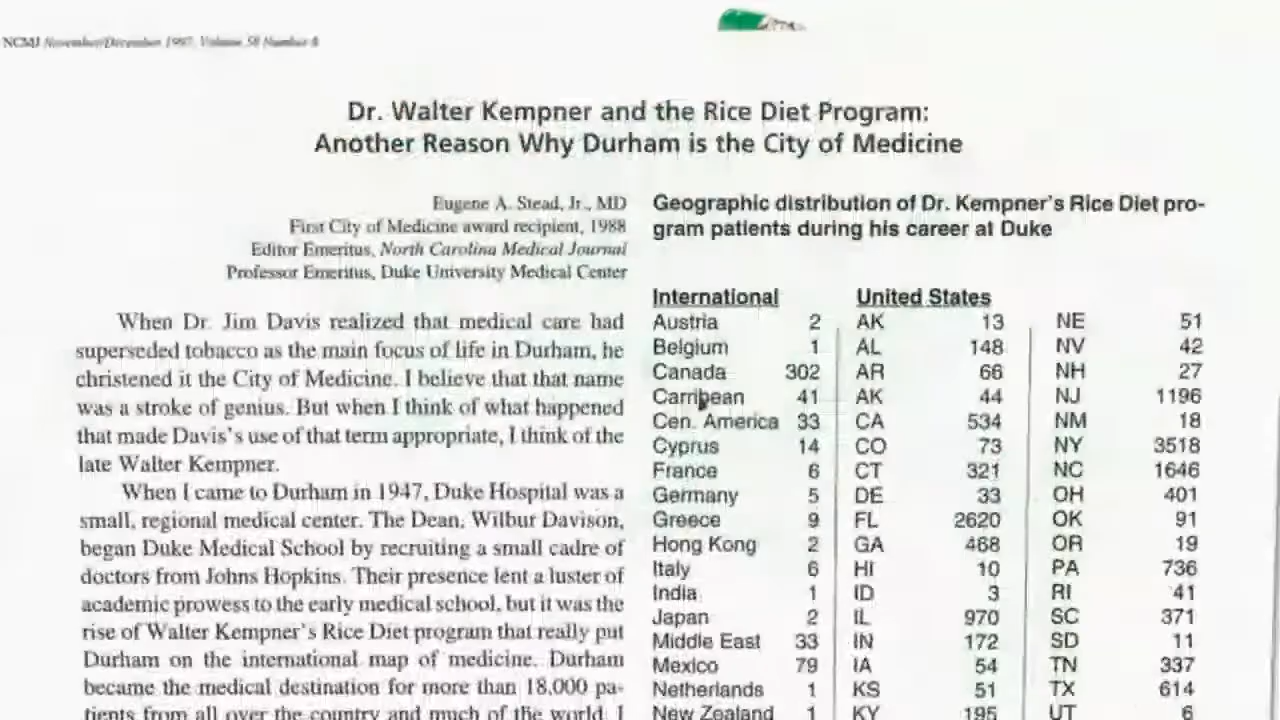 NCMJ November/December 1997, Volume 58 Number 6
Dr. Walter Kempner and the Rice Diet Program:
Another Reason Why Durham is the City of Medicine
Eugene A. Stead, Jr., MD
First City of Medicine award recipient, 1988
Editor Emeritus, North Carolina Medical Journal
Professor Emeritus, Duke University Medical Center
When Dr. Jim Davis realized that medical care had
superseded tobacco as the main focus of life in Durham, he
christened it the City of Medicine. I believe that that name
was a stroke of genius. But when I think of what happened
that made Davis's use of that term appropriate, I think of the
late Walter Kempner.
When I came to Durham in 1947, Duke Hospital was a
small, regional medical center. The Dean, Wilbur Davison,
began Duke Medical School by recruiting a small cadre of
doctors from Johns Hopkins. Their presence lent a luster of
academic prowess to the early medical school, but it was the
rise of Walter Kempner's Rice Diet program that really put
Durham on the international map of medicine. Durham
became the medical destination for more than 18,000 pa-
tients from all over the country and much of the world. I
Geographic distribution of Dr. Kempner's Rice Diet pro-
gram patients during his career at Duke
International United States
Austria 2 AK 13 NE 51
Belgium 1 AL 148 NV 42
Canada 302 AR 66 NH 27
Carribean 41 AK 44 NJ 1196
Cen. America 33 CA 534 NM 18
Cyprus 14 CO 73 NY 3518
France 6 CT 321 NC 1646
Germany 5 DE 33 OH 401
Greece 9 FL 2620 OK 91
Hong Kong 2 GA 468 OR 19
Italy 6 HI 10 PA 736
India 1 ID 3 RI 41
Japan 2 IL 970 SC 371
Middle East 33 IN 172 SD 11
Mexico 79 IA 54 TN 337
Netherlands 1 KS 51 TX 614
New Zealand 1 KY 195 UT 6